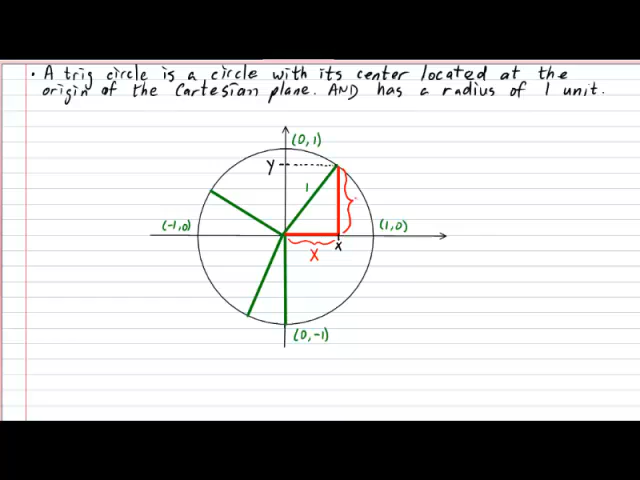 • A trig circle is a circle with its center located at the
origin of the Cartesian plane. AND has a radius of 1 unit.
(0,1)
Y
1
(-1,0)
(1,0)
x
X
(0,-1)